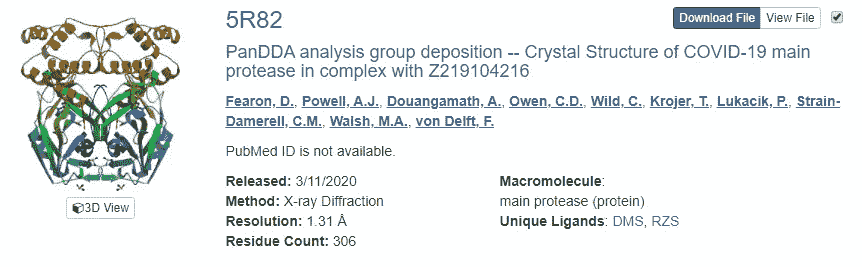 5R82
Download File View File
PanDDA analysis group deposition -- Crystal Structure of COVID-19 main
protease in complex with Z219104216
Fearon, D., Powell, A.J., Douangamath, A., Owen, C.D., Wild, C., Krojer, T., Lukacik, P., Strain-
Damerell, C.M., Walsh, M.A., von Delft, F.
PubMed ID is not available.
Released: 3/11/2020
Method: X-ray Diffraction
Resolution: 1.31 Å
Residue Count: 306
Macromolecule:
main protease (protein)
Unique Ligands: DMS, RZS
3D View